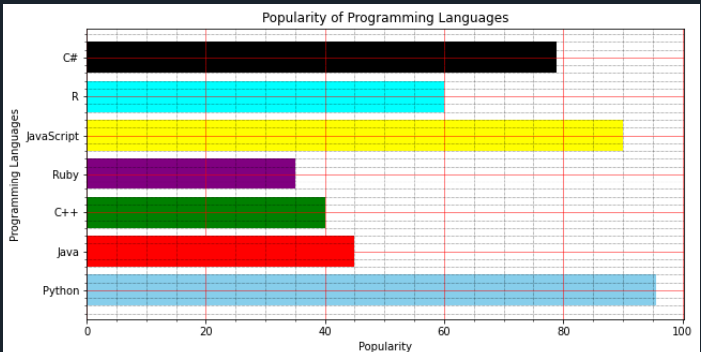 Popularity of Programming Languages
Programming Languages
C#
R
JavaScript
Ruby
C++
Java
Python
0 20 40 60 80 100
Popularity